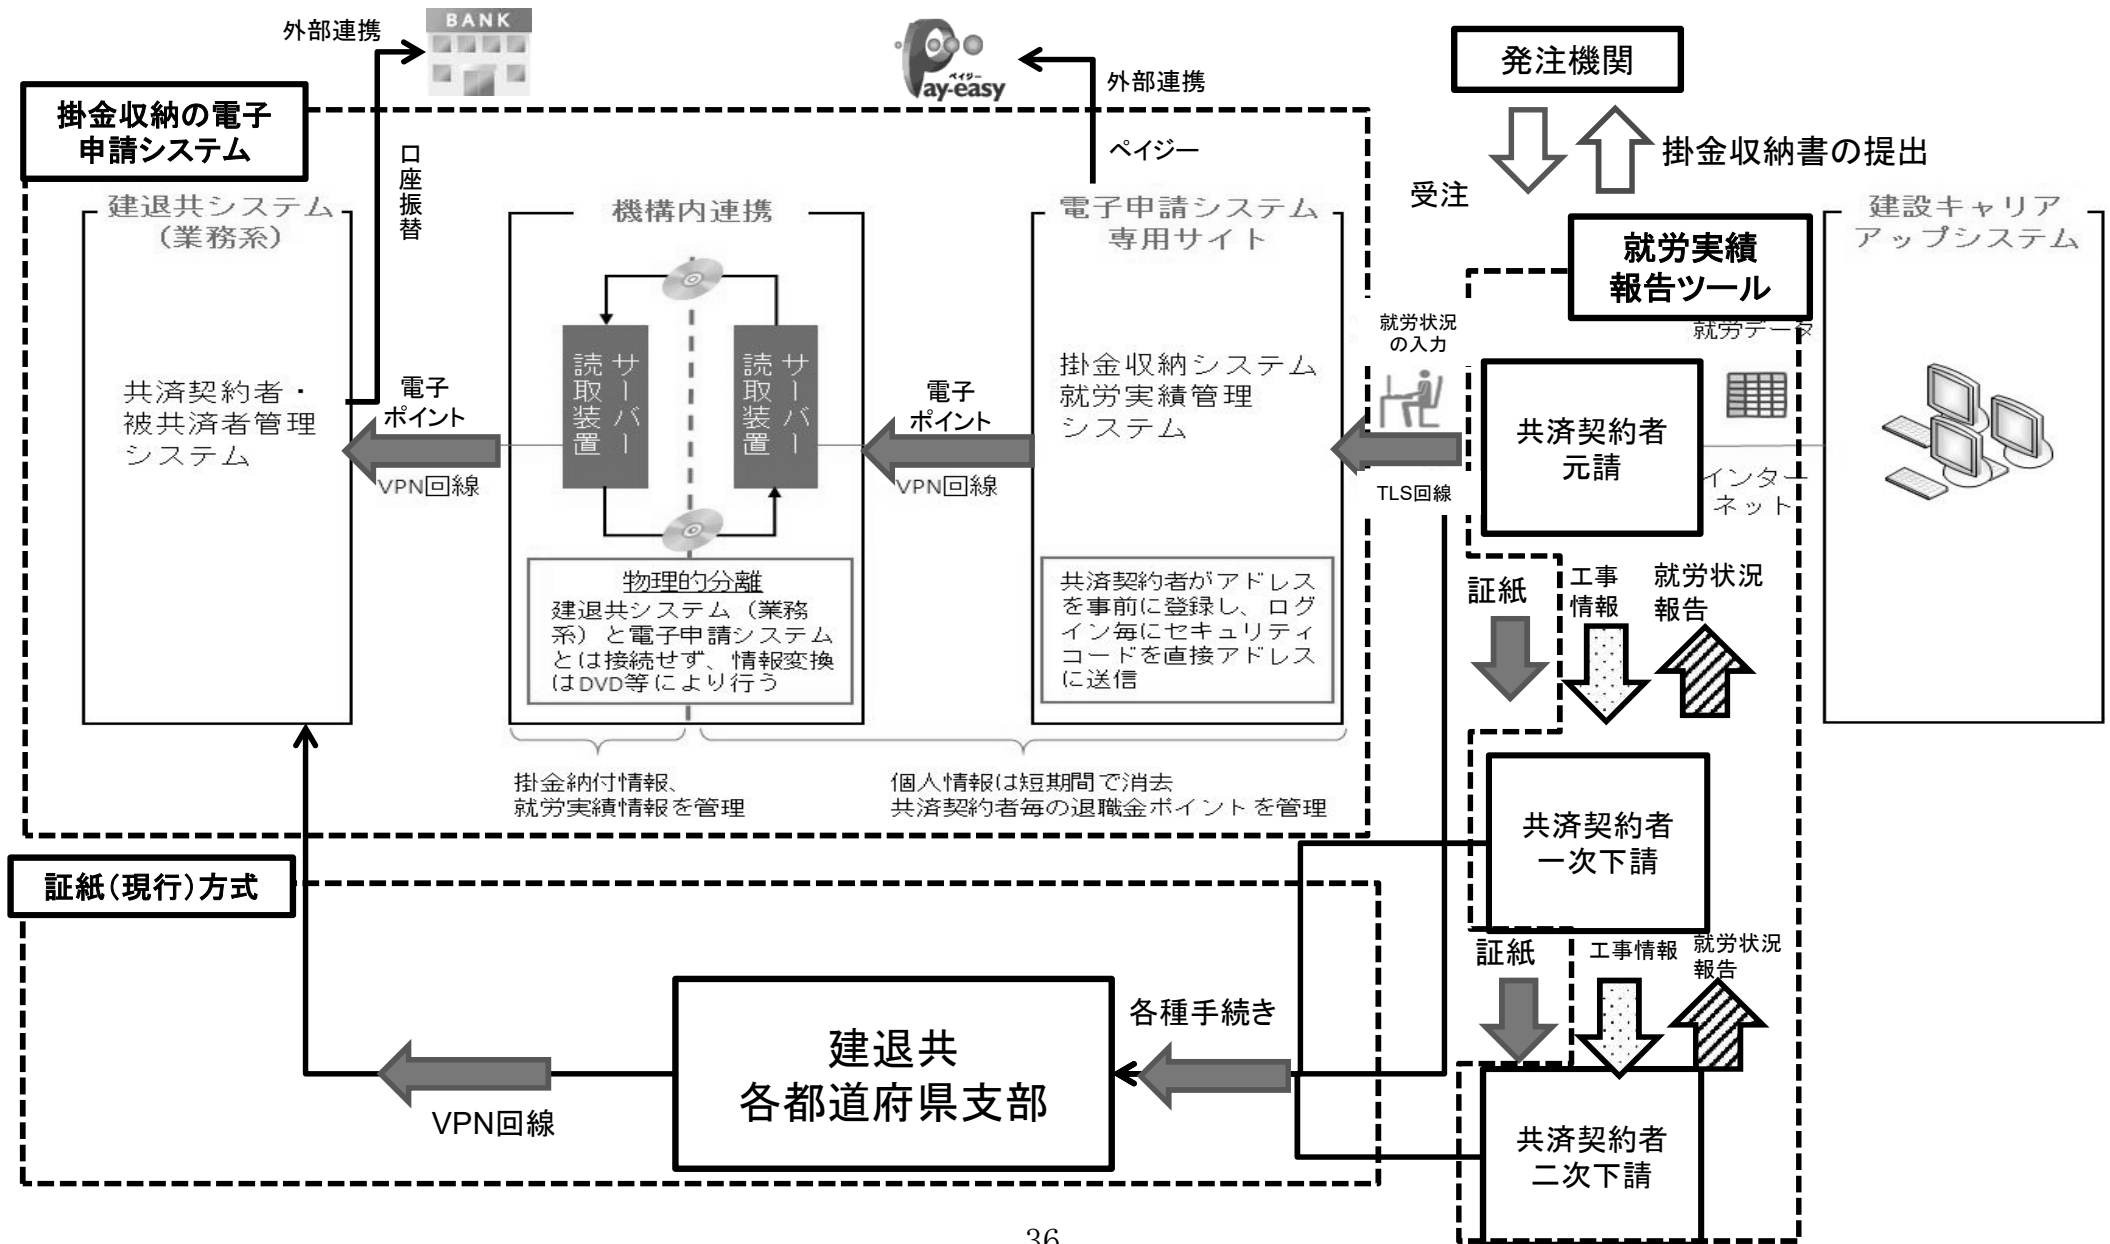 外部連携
BANK
ペイジー
Pay-easy
外部連携
発注機関
掛金収納の電子
申請システム
口座振替
ペイジー
受注
掛金収納書の提出
建退共システム
(業務系)
機構内連携
電子申請システム
専用サイト
就労実績
報告ツール
建設キャリア
アップシステム
就労状況
の入力
就労データ
共済契約者・
被共済者管理
システム
電子
ポイント
VPN回線
サーバー
読取装置
サーバー
読取装置
電子
ポイント
VPN回線
掛金収納システム
就労実績管理
システム
TLS回線
共済契約者
元請
インター
ネット
物理的分離
建退共システム(業務
系)と電子申請システム
とは接続せず、情報変換
はDVD等により行う
共済契約者がアドレス
を事前に登録し、ログ
イン毎にセキュリティ
コードを直接アドレス
に送信
証紙
工事
情報
就労状況
報告
掛金納付情報、
就労実績情報を管理
個人情報は短期間で消去
共済契約者毎の退職金ポイントを管理
共済契約者
一次下請
証紙(現行)方式
証紙
工事情報
就労状況
報告
建退共
各都道府県支部
各種手続き
VPN回線
共済契約者
二次下請
36